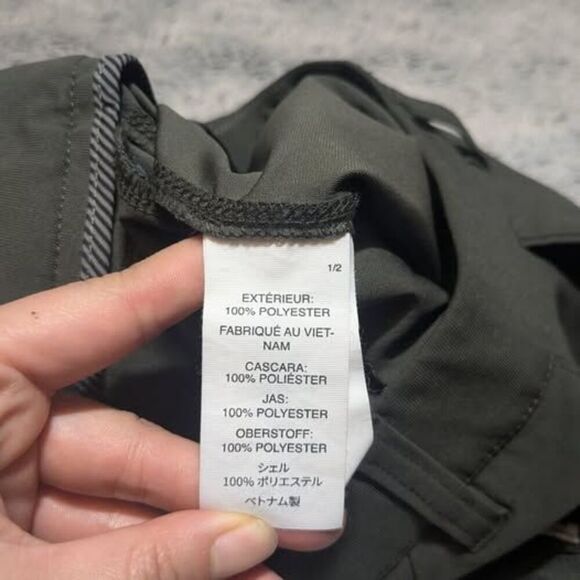 1/2
EXTÉRIEUR:
100% POLYESTER
FABRIQUÉ AU VIET-
NAM
CASCARA:
100% POLIÉSTER
JAS:
100% POLYESTER
OBERSTOFF:
100% POLYESTER
シェル
100% ポリエステル
ベトナム製